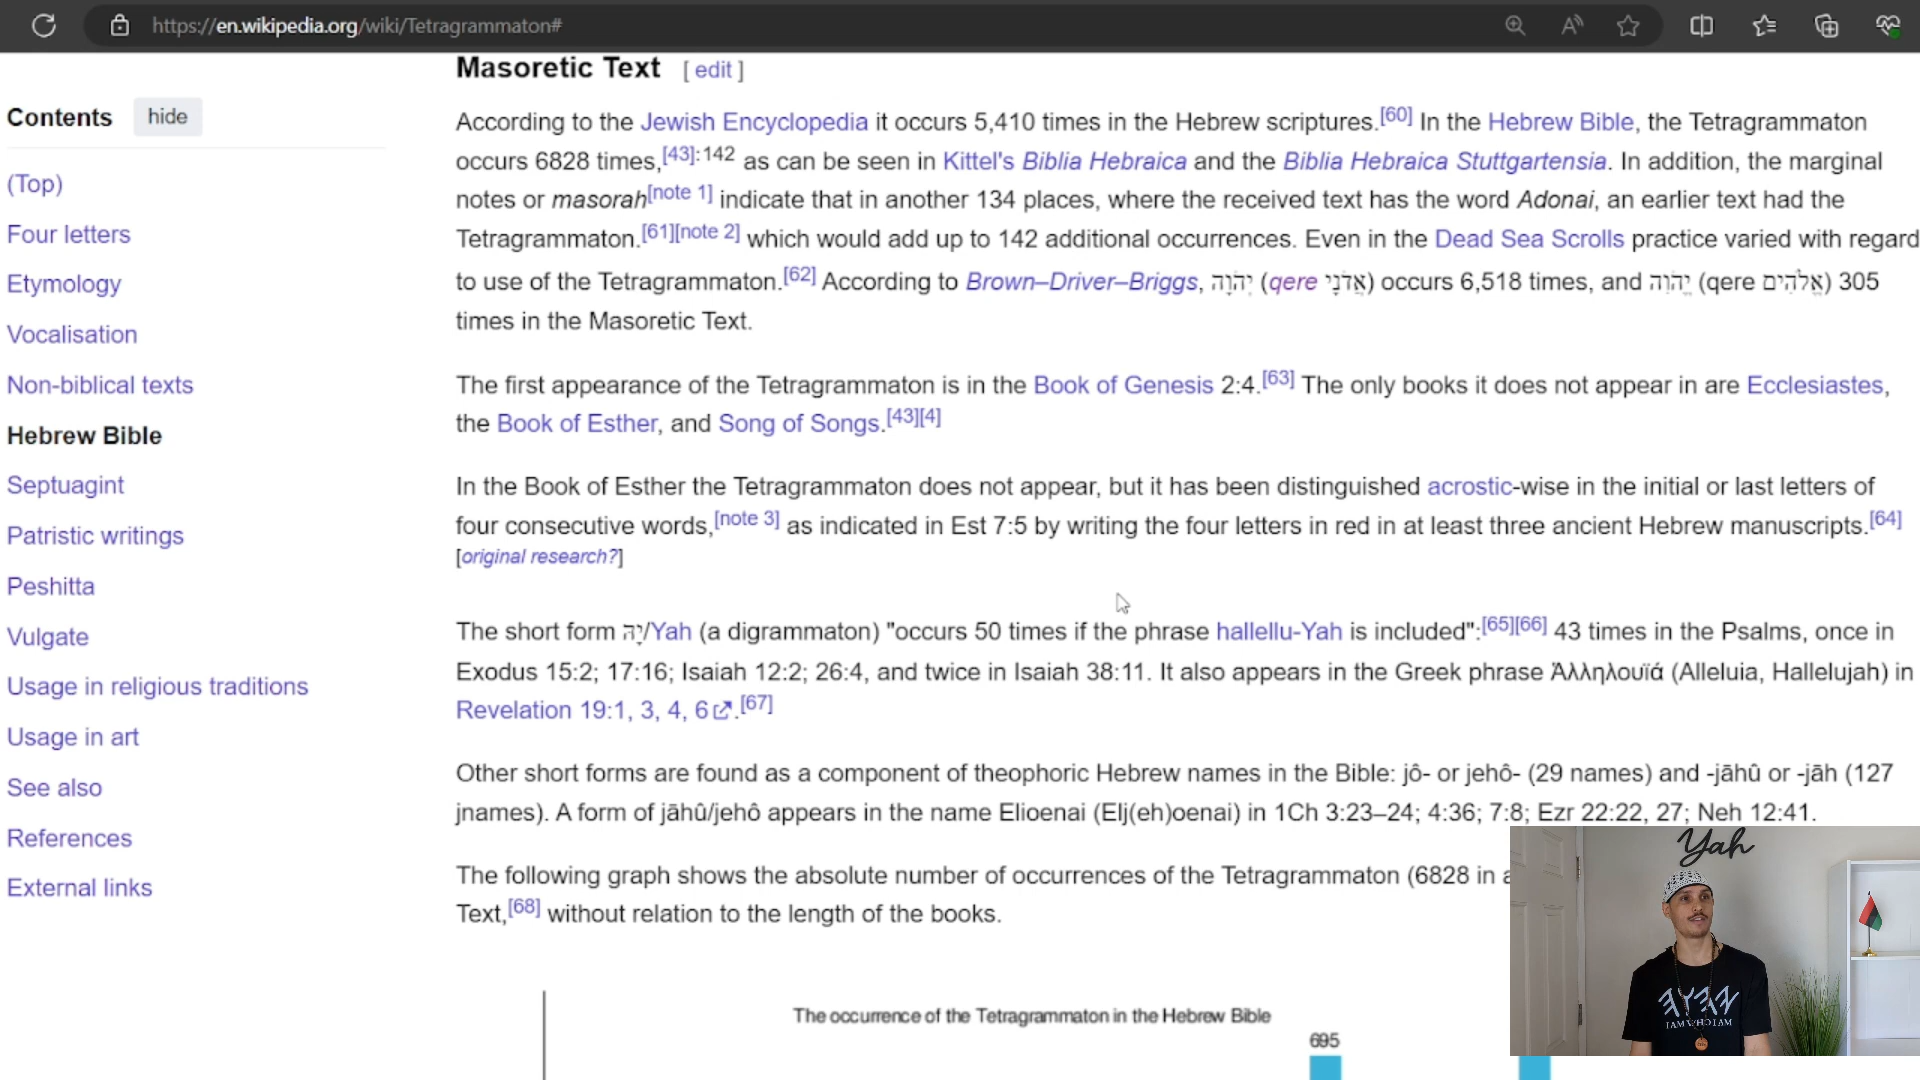 https://en.wikipedia.org/wiki/Tetragrammaton#
Contents hide
(Top)
Four letters
Etymology
Vocalisation
Non-biblical texts
Hebrew Bible
Septuagint
Patristic writings
Peshitta
Vulgate
Usage in religious traditions
Usage in art
See also
References
External links
Masoretic Text [ edit ]
According to the Jewish Encyclopedia it occurs 5,410 times in the Hebrew scriptures.[60] In the Hebrew Bible, the Tetragrammaton
occurs 6828 times,[43]:142 as can be seen in Kittel's Biblia Hebraica and the Biblia Hebraica Stuttgartensia. In addition, the marginal
notes or masorah[note 1] indicate that in another 134 places, where the received text has the word Adonai, an earlier text had the
Tetragrammaton.[61][note 2] which would add up to 142 additional occurrences. Even in the Dead Sea Scrolls practice varied with regard
to use of the Tetragrammaton.[62] According to Brown–Driver–Briggs, יְהֹוָה (qere אֲדֹנָי) occurs 6,518 times, and יֱהֹוִה (qere אֱלֹהִים) 305
times in the Masoretic Text.
The first appearance of the Tetragrammaton is in the Book of Genesis 2:4.[63] The only books it does not appear in are Ecclesiastes,
the Book of Esther, and Song of Songs.[43][4]
In the Book of Esther the Tetragrammaton does not appear, but it has been distinguished acrostic-wise in the initial or last letters of
four consecutive words,[note 3] as indicated in Est 7:5 by writing the four letters in red in at least three ancient Hebrew manuscripts.[64]
[original research?]
The short form יָהּ/Yah (a digrammaton) "occurs 50 times if the phrase hallellu-Yah is included":[65][66] 43 times in the Psalms, once in
Exodus 15:2; 17:16; Isaiah 12:2; 26:4, and twice in Isaiah 38:11. It also appears in the Greek phrase Ἁλληλουϊά (Alleluia, Hallelujah) in
Revelation 19:1, 3, 4, 6.[67]
Other short forms are found as a component of theophoric Hebrew names in the Bible: jô- or jehô- (29 names) and -jāhû or -jāh (127
jnames). A form of jāhû/jehô appears in the name Elioenai (Elj(eh)oenai) in 1Ch 3:23–24; 4:36; 7:8; Ezr 22:22, 27; Neh 12:41.
The following graph shows the absolute number of occurrences of the Tetragrammaton (6828 in a
Text,[68] without relation to the length of the books.
The occurrence of the Tetragrammaton in the Hebrew Bible
695
Yah
𐤉𐤄𐤅𐤄
I AM WHO I AM